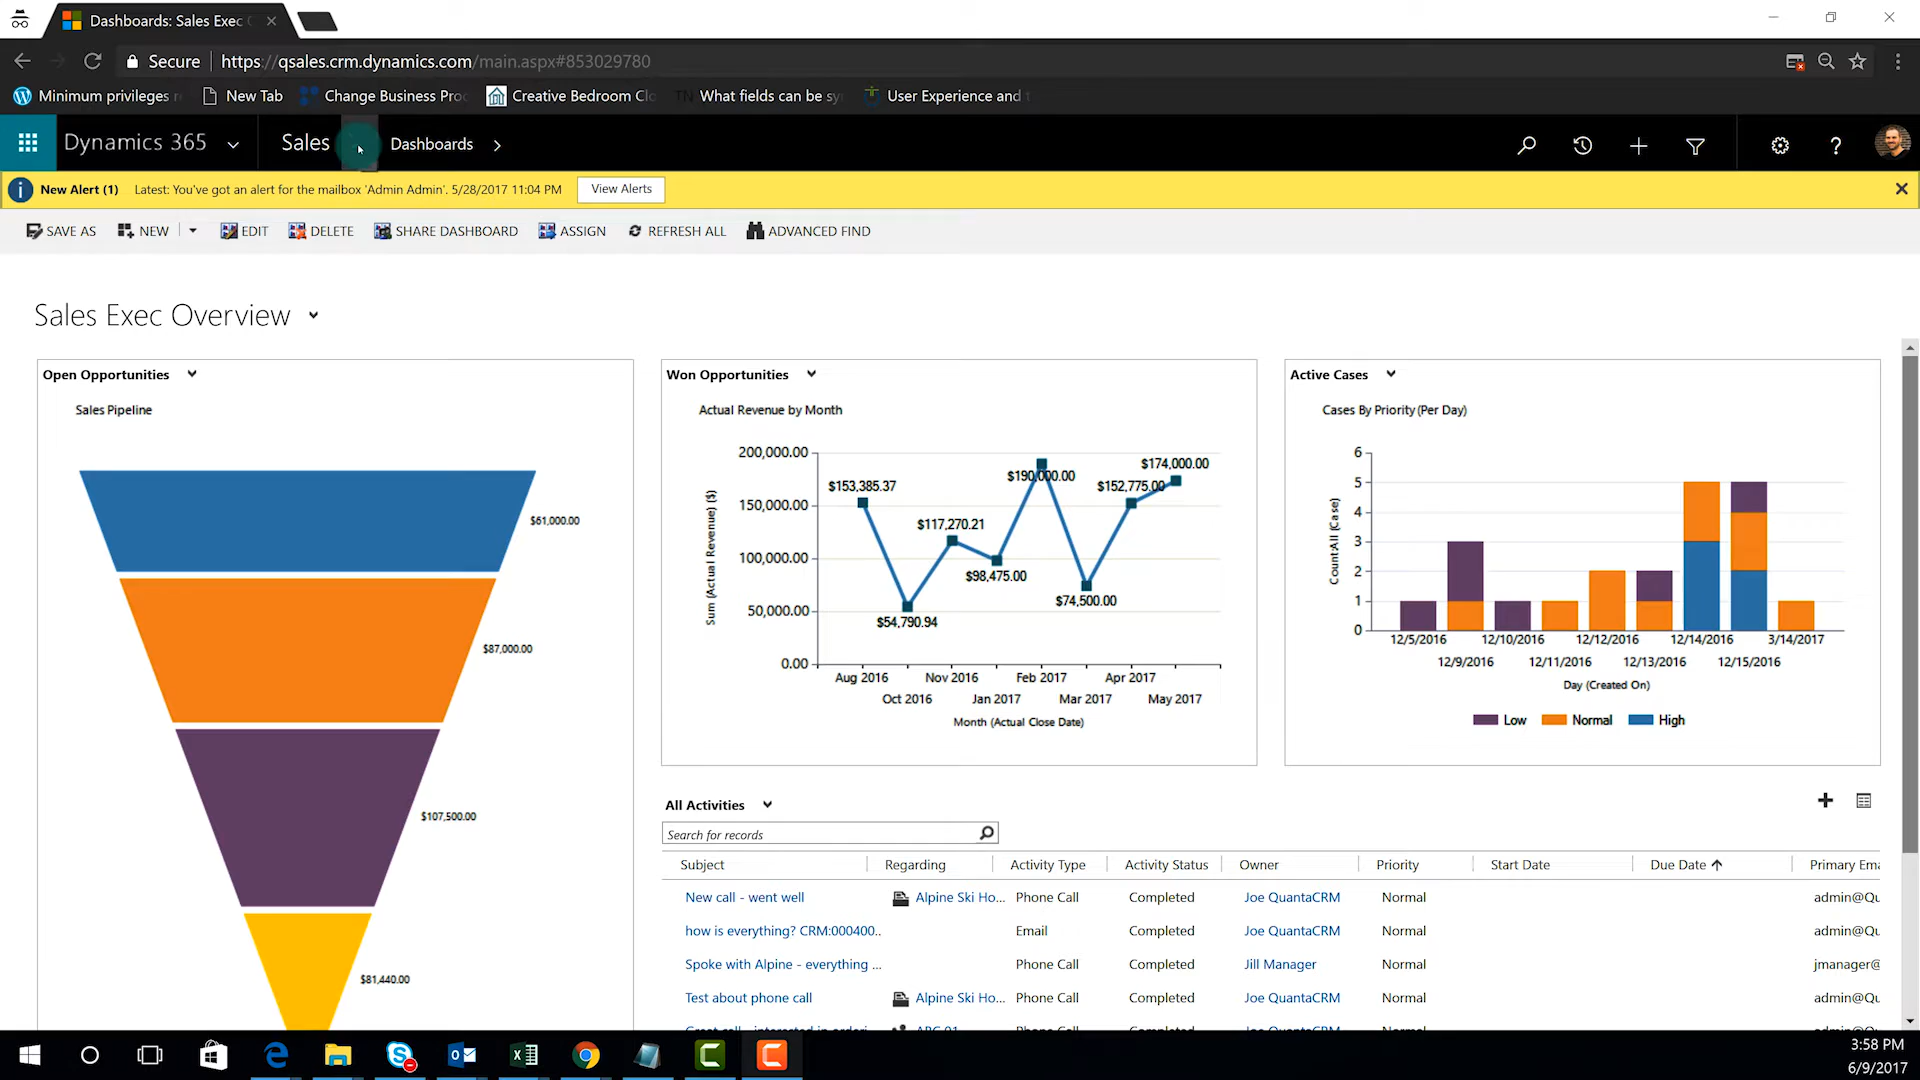 Dashboards: Sales Exec
Secure https://qsales.crm.dynamics.com/main.aspx#853029780
Minimum privileges New Tab Change Business Pro Creative Bedroom Clo What fields can be sy User Experience and
Dynamics 365 Sales Dashboards
New Alert (1) Latest: You've got an alert for the mailbox 'Admin Admin'. 5/28/2017 11:04 PM View Alerts
SAVE AS NEW EDIT DELETE SHARE DASHBOARD ASSIGN REFRESH ALL ADVANCED FIND
Sales Exec Overview
Open Opportunities
Sales Pipeline
$61,000.00
$87,000.00
$107,500.00
$81,440.00
Won Opportunities
Actual Revenue by Month
Sum (Actual Revenue) ($)
200,000.00
150,000.00
100,000.00
50,000.00
0.00
$153,385.37
$54,790.94
$117,270.21
$98,475.00
$190,000.00
$74,500.00
$152,775.00
$174,000.00
Aug 2016 Nov 2016 Feb 2017 Apr 2017
Oct 2016 Jan 2017 Mar 2017 May 2017
Month (Actual Close Date)
Active Cases
Cases By Priority (Per Day)
Count:All (Case)
6
5
4
3
2
1
0
12/5/2016 12/10/2016 12/12/2016 12/14/2016 3/14/2017
12/9/2016 12/11/2016 12/13/2016 12/15/2016
Day (Created On)
Low Normal High
All Activities
Search for records
Subject Regarding Activity Type Activity Status Owner Priority Start Date Due Date Primary Ema
New call - went well Alpine Ski Ho... Phone Call Completed Joe QuantaCRM Normal admin@Qu
how is everything? CRM:000400.. Email Completed Joe QuantaCRM Normal admin@Qu
Spoke with Alpine - everything ... Phone Call Completed Jill Manager Normal jmanager@
Test about phone call Alpine Ski Ho... Phone Call Completed Joe QuantaCRM Normal admin@Qu
3:58 PM
6/9/2017